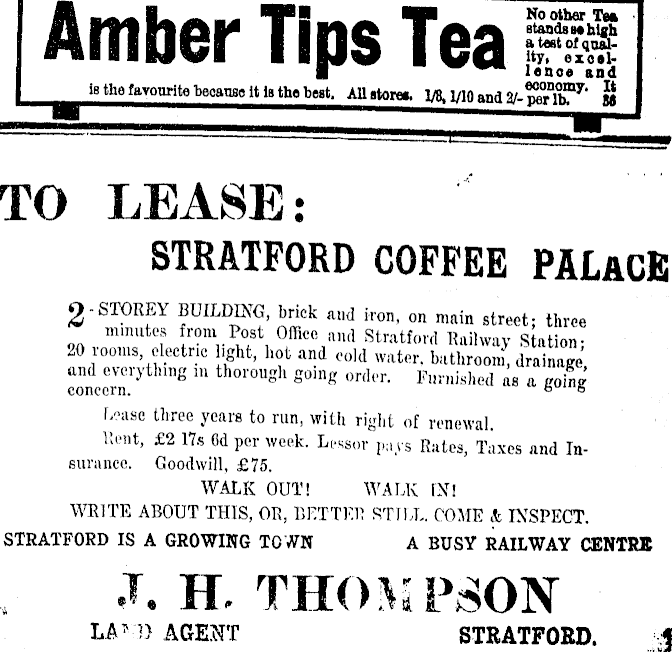 Amber Tips Tea
No other Tea
stands so high
a test of qual-
ity, excel-
lence and
economy. It
is the favourite because it is the best. All stores. 1/8, 1/10 and 2/- per lb. 36
TO LEASE:
STRATFORD COFFEE PALACE
2-STOREY BUILDING, brick and iron, on main street; three
minutes from Post Office and Stratford Railway Station;
20 rooms, electric light, hot and cold water, bathroom, drainage,
and everything in thorough going order. Furnished as a going
concern.
Lease three years to run, with right of renewal.
Rent, £2 17s 6d per week. Lessor pays Rates, Taxes and In-
surance. Goodwill, £75.
WALK OUT! WALK IN!
WRITE ABOUT THIS, OR, BETTER STILL, COME & INSPECT.
STRATFORD IS A GROWING TOWN A BUSY RAILWAY CENTRE
J. H. THOMPSON
LAND AGENT STRATFORD.